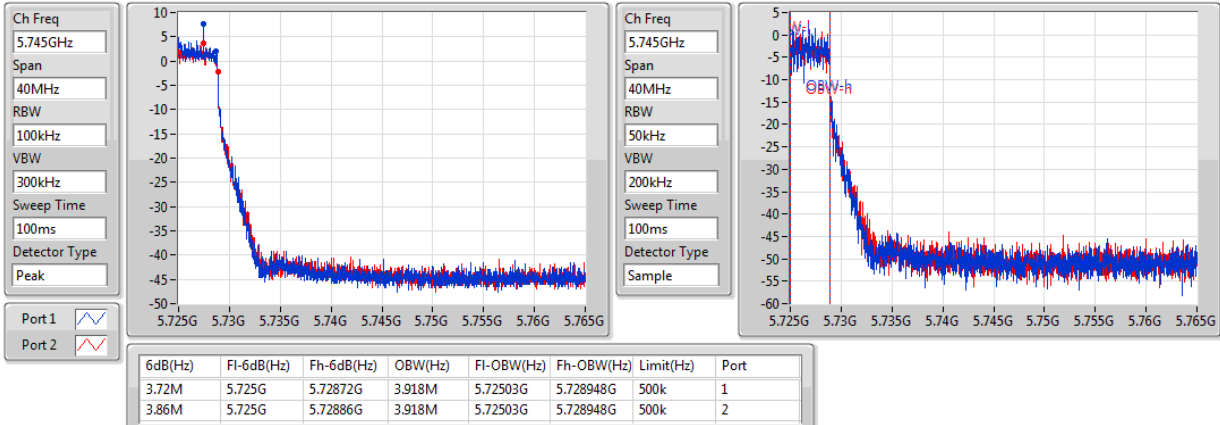 Ch Freq
5.745GHz
Span
40MHz
RBW
100kHz
VBW
300kHz
Sweep Time
100ms
Detector Type
Peak
Port 1
Port 2
10
5
0
-5
-10
-15
-20
-25
-30
-35
-40
-45
-50
5.725G 5.73G 5.735G 5.74G 5.745G 5.75G 5.755G 5.76G 5.765G
Ch Freq
5.745GHz
Span
40MHz
RBW
50kHz
VBW
200kHz
Sweep Time
100ms
Detector Type
Sample
5
0
-5
-10
-15
-20
-25
-30
-35
-40
-45
-50
-55
-60
OBW-h
5.725G 5.73G 5.735G 5.74G 5.745G 5.75G 5.755G 5.76G 5.765G
6dB(Hz) Fl-6dB(Hz) Fh-6dB(Hz) OBW(Hz) Fl-OBW(Hz) Fh-OBW(Hz) Limit(Hz) Port
3.72M 5.725G 5.72872G 3.918M 5.72503G 5.728948G 500k 1
3.86M 5.725G 5.72886G 3.918M 5.72503G 5.728948G 500k 2